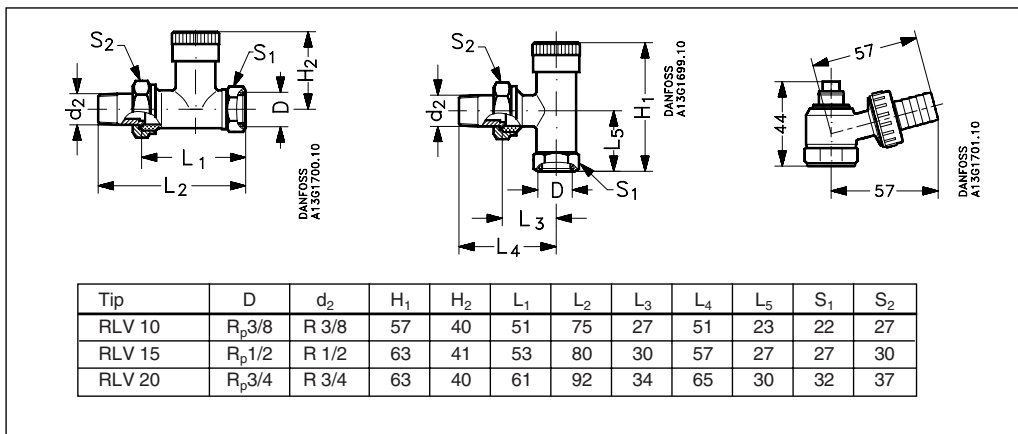 S₂
S₁
H₂
d₂
D
L₁
L₂
DANFOSS
A13G1700.10
S₂
d₂
H₁
L₅
D
S₁
L₃
L₄
DANFOSS
A13G1699.10
57
44
57
DANFOSS
A13G1701.10
Tip D d₂ H₁ H₂ L₁ L₂ L₃ L₄ L₅ S₁ S₂
RLV 10 Rₚ3/8 R 3/8 57 40 51 75 27 51 23 22 27
RLV 15 Rₚ1/2 R 1/2 63 41 53 80 30 57 27 27 30
RLV 20 Rₚ3/4 R 3/4 63 40 61 92 34 65 30 32 37